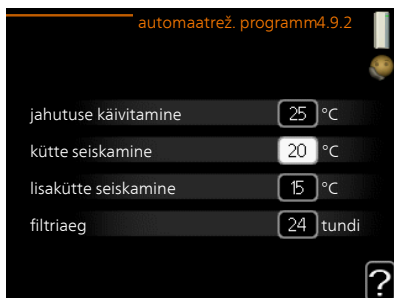 automaatrež. programm4.9.2
jahutuse käivitamine 25 °C
kütte seiskamine 20 °C
lisakütte seiskamine 15 °C
filtriaeg 24 tundi
?